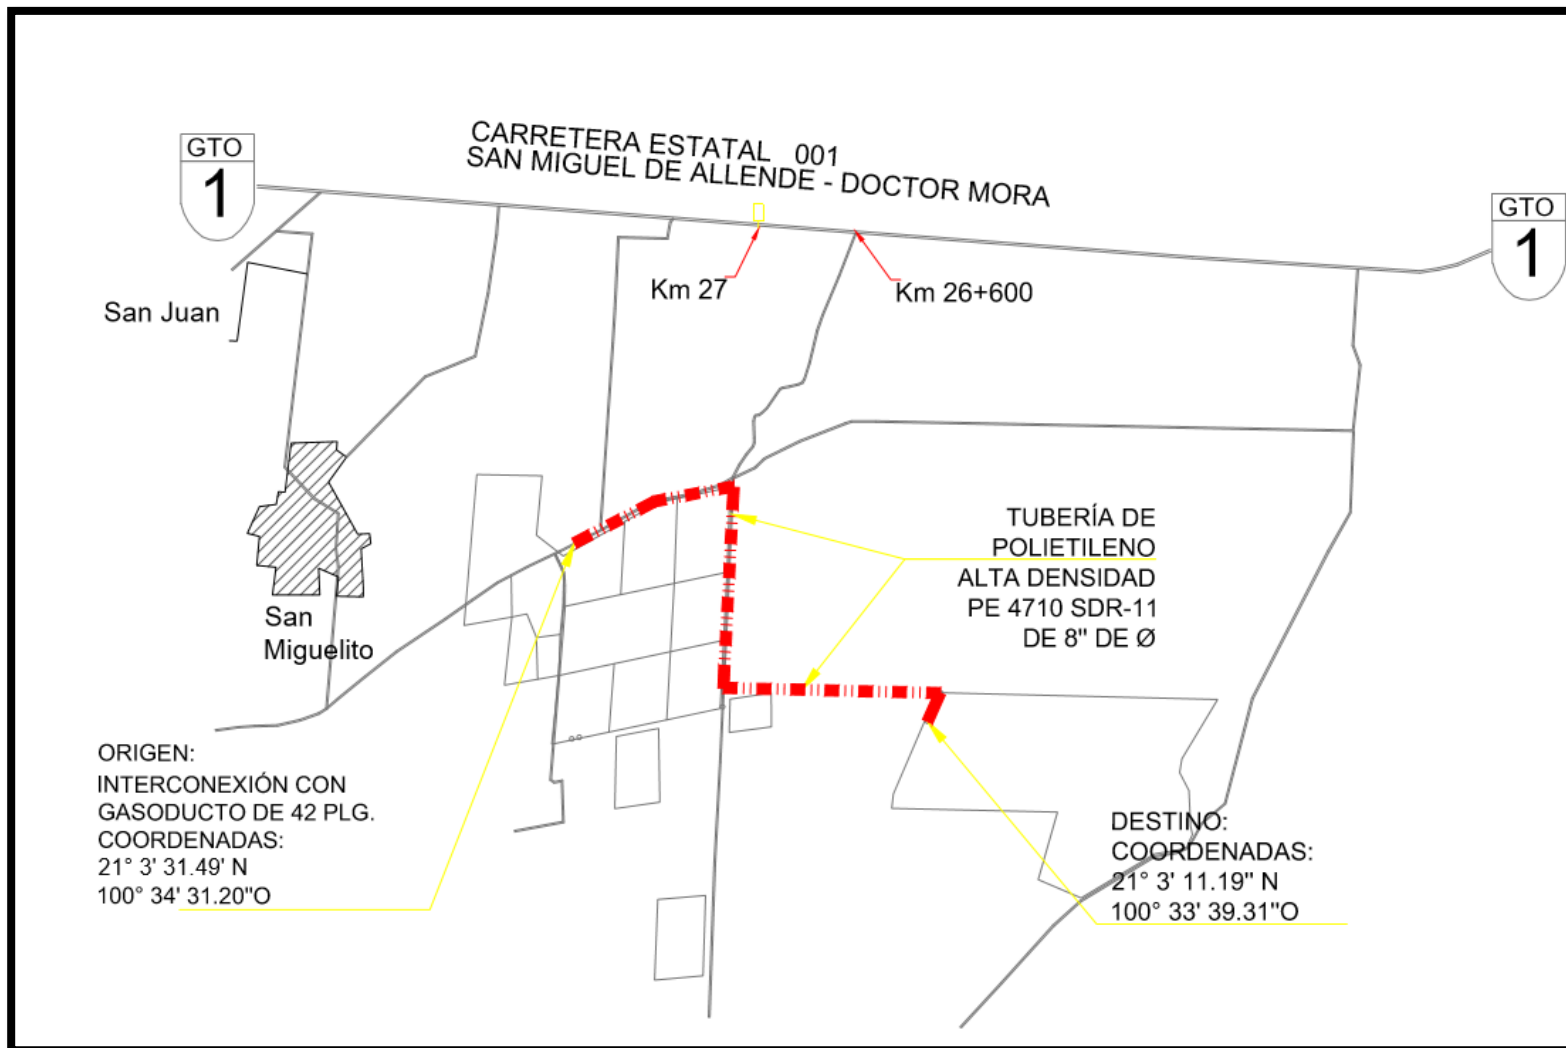 CARRETERA ESTATAL 001
SAN MIGUEL DE ALLENDE - DOCTOR MORA
GTO
1
GTO
1
Km 27
Km 26+600
San Juan
San
Miguelito
TUBERÍA DE
POLIETILENO
ALTA DENSIDAD
PE 4710 SDR-11
DE 8" DE Ø
ORIGEN:
INTERCONEXIÓN CON
GASODUCTO DE 42 PLG.
COORDENADAS:
21° 3' 31.49' N
100° 34' 31.20"O
DESTINO:
COORDENADAS:
21° 3' 11.19" N
100° 33' 39.31"O